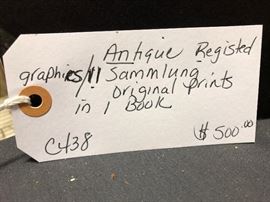 Antique Registed
graphics/11 Sammlung
original prints
in 1 Book
C438
$500.00